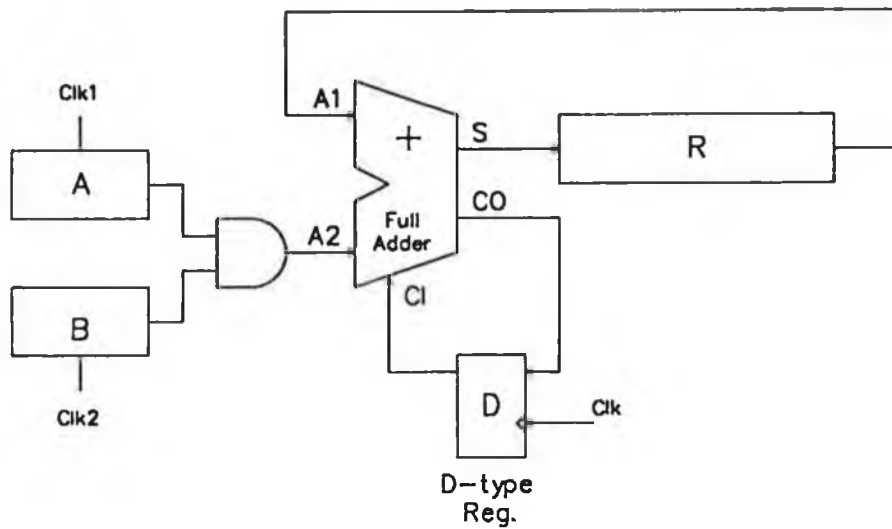 Clk1
A
B
Clk2
A1
A2
+
Full
Adder
S
CO
CI
R
D
Clk
D-type
Reg.